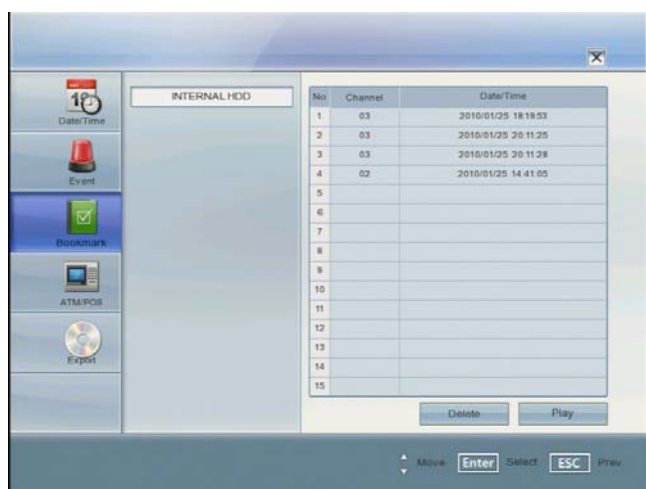 INTERNAL HDD
No Channel Date/Time
1 03 2010/01/25 18:19:53
2 03 2010/01/25 20:11:25
3 03 2010/01/25 20:11:28
4 02 2010/01/25 14:41:05
5
6
7
8
9
10
11
12
13
14
15
Delete Play
Date/Time
Event
Bookmark
ATM/POS
Export
Move Enter Select ESC Prev.